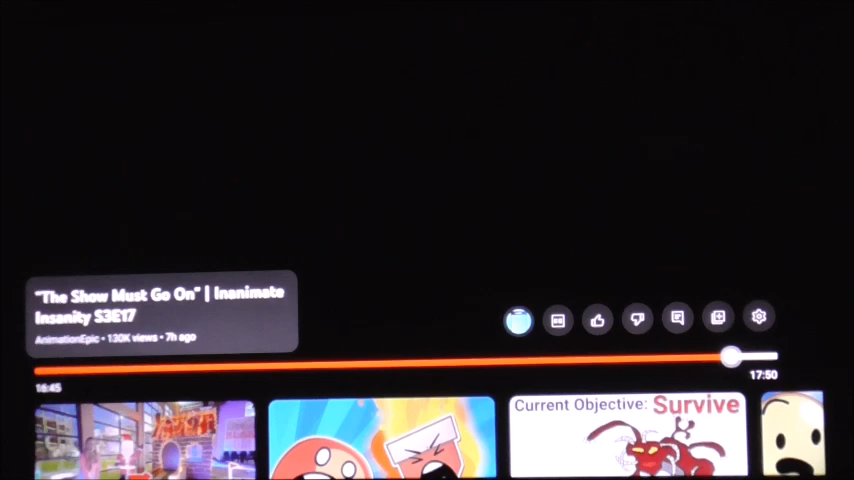 "The Show Must Go On" | Inanimate
Insanity S3E17
AnimationEpic • 130K views • 7h ago
16:45
17:50
Current Objective: Survive